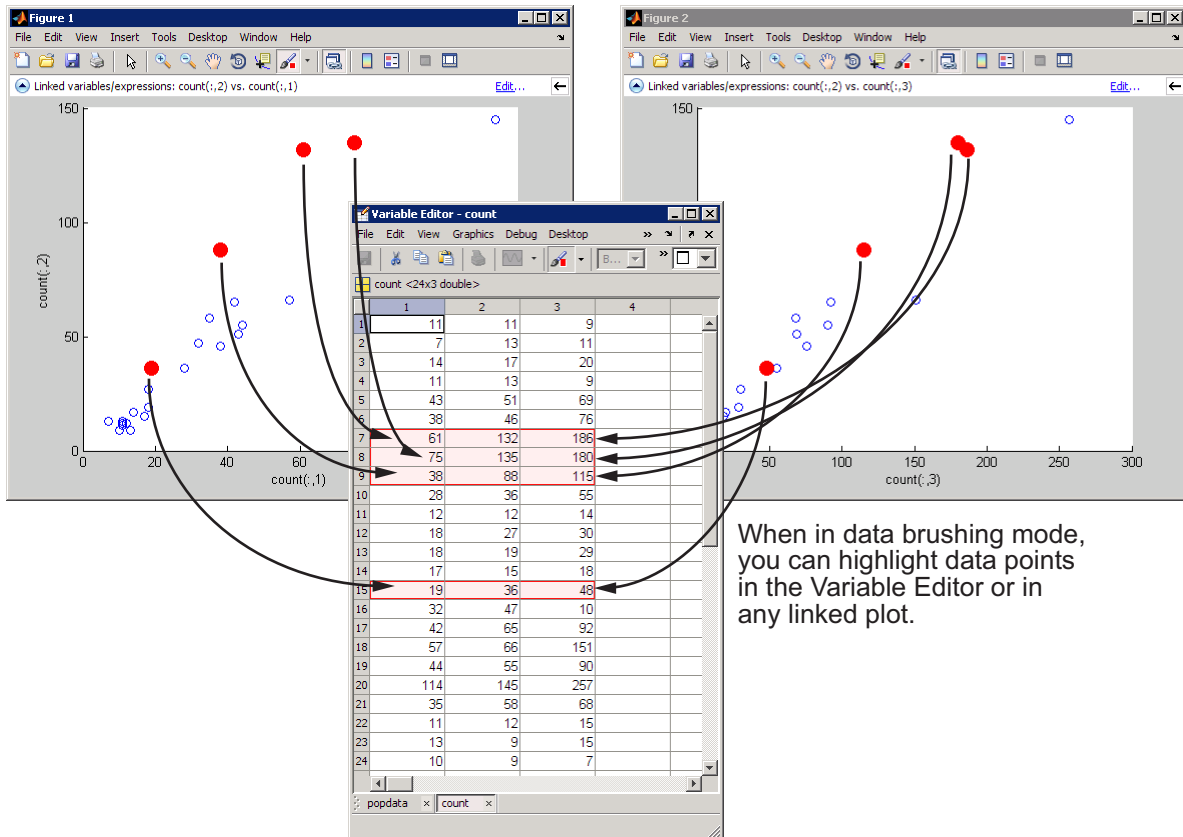 Figure 1
File Edit View Insert Tools Desktop Window Help
Linked variables/expressions: count(:,2) vs. count(:,1)
Edit...
150
100
50
0
count(:,2)
0 20 40 60
count(:,1)
Figure 2
File Edit View Insert Tools Desktop Window Help
Linked variables/expressions: count(:,2) vs. count(:,3)
Edit...
150
50 100 150 200 250 300
count(:,3)
Variable Editor - count
File Edit View Graphics Debug Desktop »
B... »
count <24x3 double>
1 2 3 4
1 11 11 9
2 7 13 11
3 14 17 20
4 11 13 9
5 43 51 69
6 38 46 76
7 61 132 186
8 75 135 180
9 38 88 115
10 28 36 55
11 12 12 14
12 18 27 30
13 18 19 29
14 17 15 18
15 19 36 48
16 32 47 10
17 42 65 92
18 57 66 151
19 44 55 90
20 114 145 257
21 35 58 68
22 11 12 15
23 13 9 15
24 10 9 7
popdata × count ×
When in data brushing mode,
you can highlight data points
in the Variable Editor or in
any linked plot.